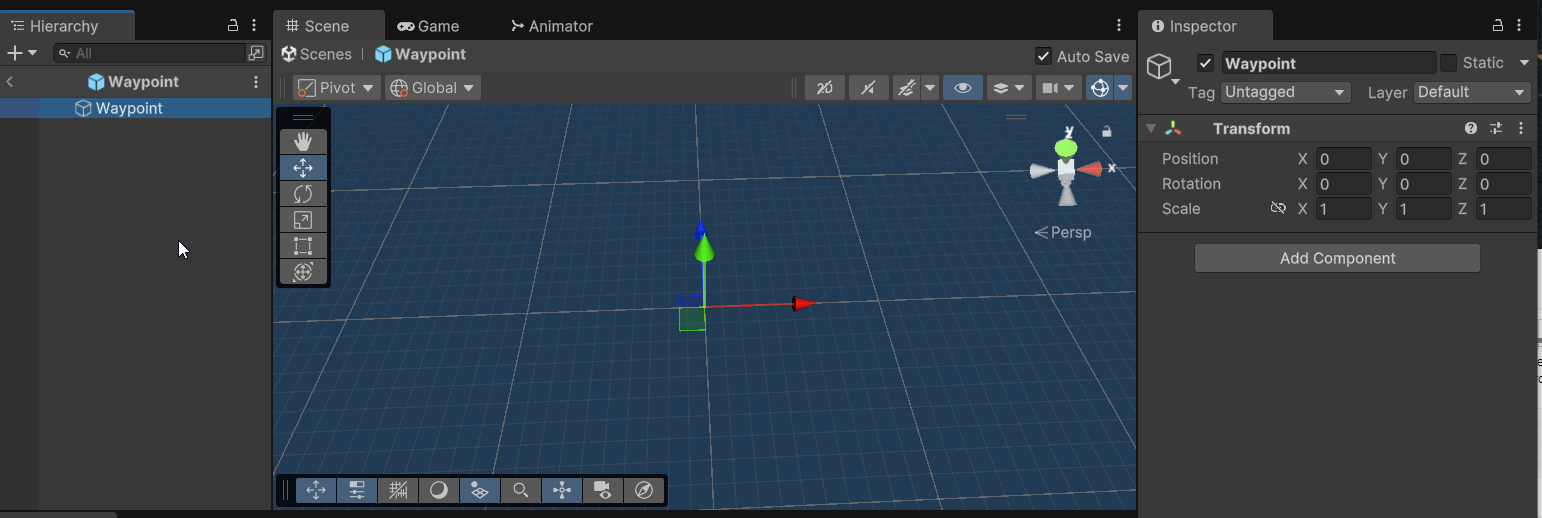 Hierarchy
Scene
Game
Animator
Inspector
All
Scenes | Waypoint
Auto Save
Waypoint
Static
Waypoint
Pivot
Global
2D
Tag Untagged
Layer Default
Waypoint
Transform
y
x
Persp
Position X 0 Y 0 Z 0
Rotation X 0 Y 0 Z 0
Scale X 1 Y 1 Z 1
Add Component